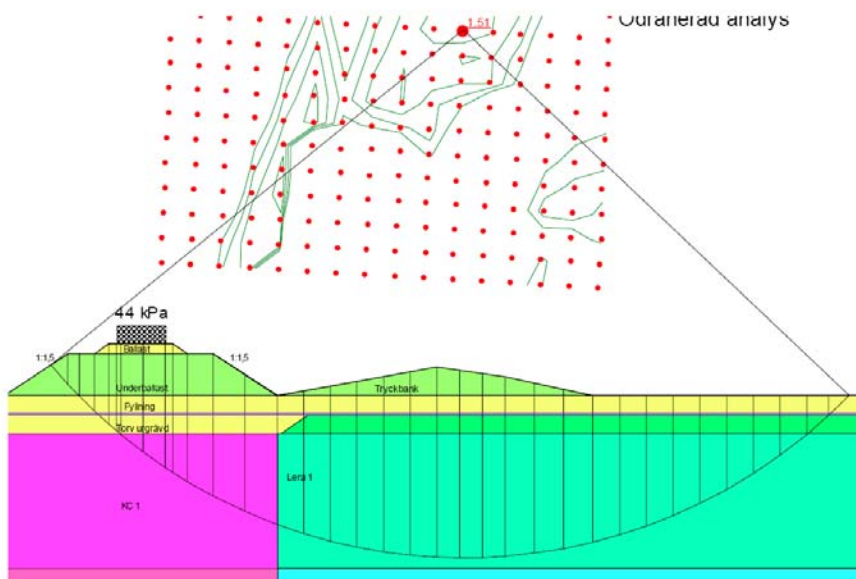 1.51
Odränerad analys
44 kPa
Ballast
1:1,5
1:1,5
Underballast
Tryckbank
Fyllning
Torv urgrävd
Lera 1
KC 1